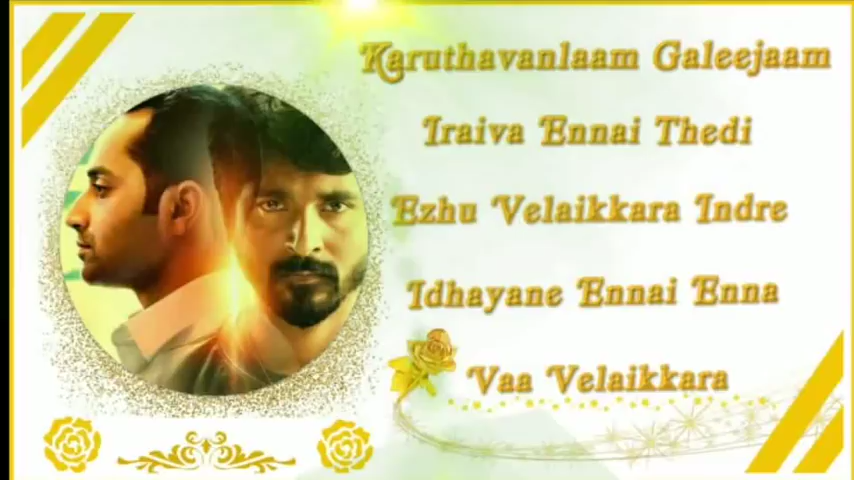 Karuthavanlaam Galeejaam
Iraiva Ennai Thedi
Ezhu Velaikkara Indre
Idhayane Ennai Enna
Vaa Velaikkara